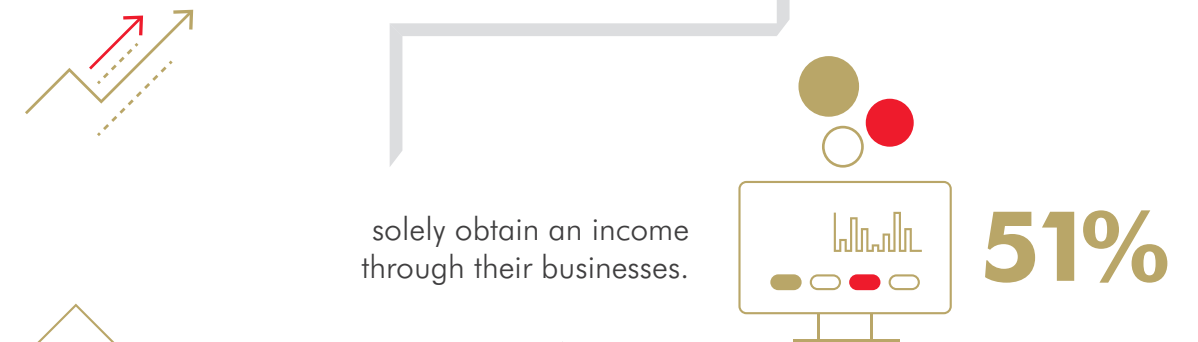 solely obtain an income
through their businesses.
51%